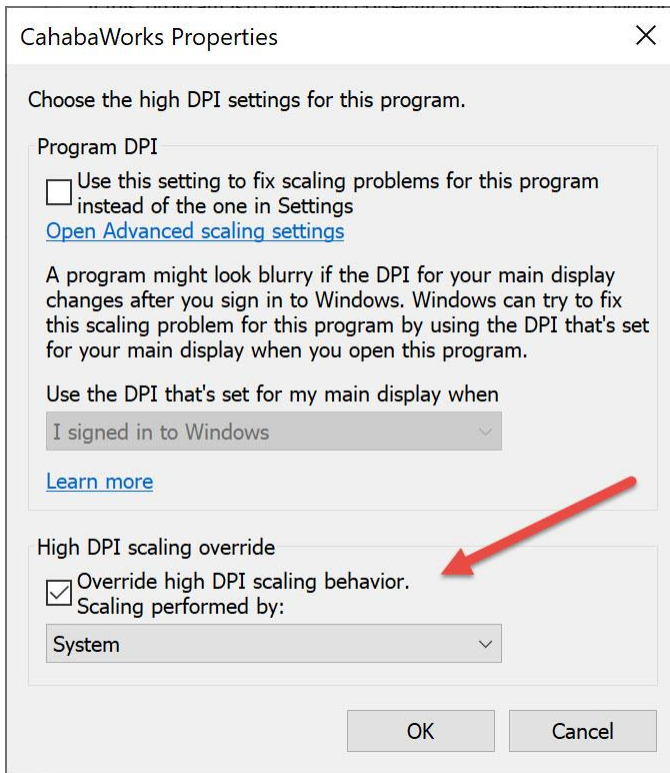 CahabaWorks Properties
Choose the high DPI settings for this program.
Program DPI
Use this setting to fix scaling problems for this program
instead of the one in Settings
Open Advanced scaling settings
A program might look blurry if the DPI for your main display
changes after you sign in to Windows. Windows can try to fix
this scaling problem for this program by using the DPI that's set
for your main display when you open this program.
Use the DPI that's set for my main display when
I signed in to Windows
Learn more
High DPI scaling override
Override high DPI scaling behavior.
Scaling performed by:
System
OK
Cancel